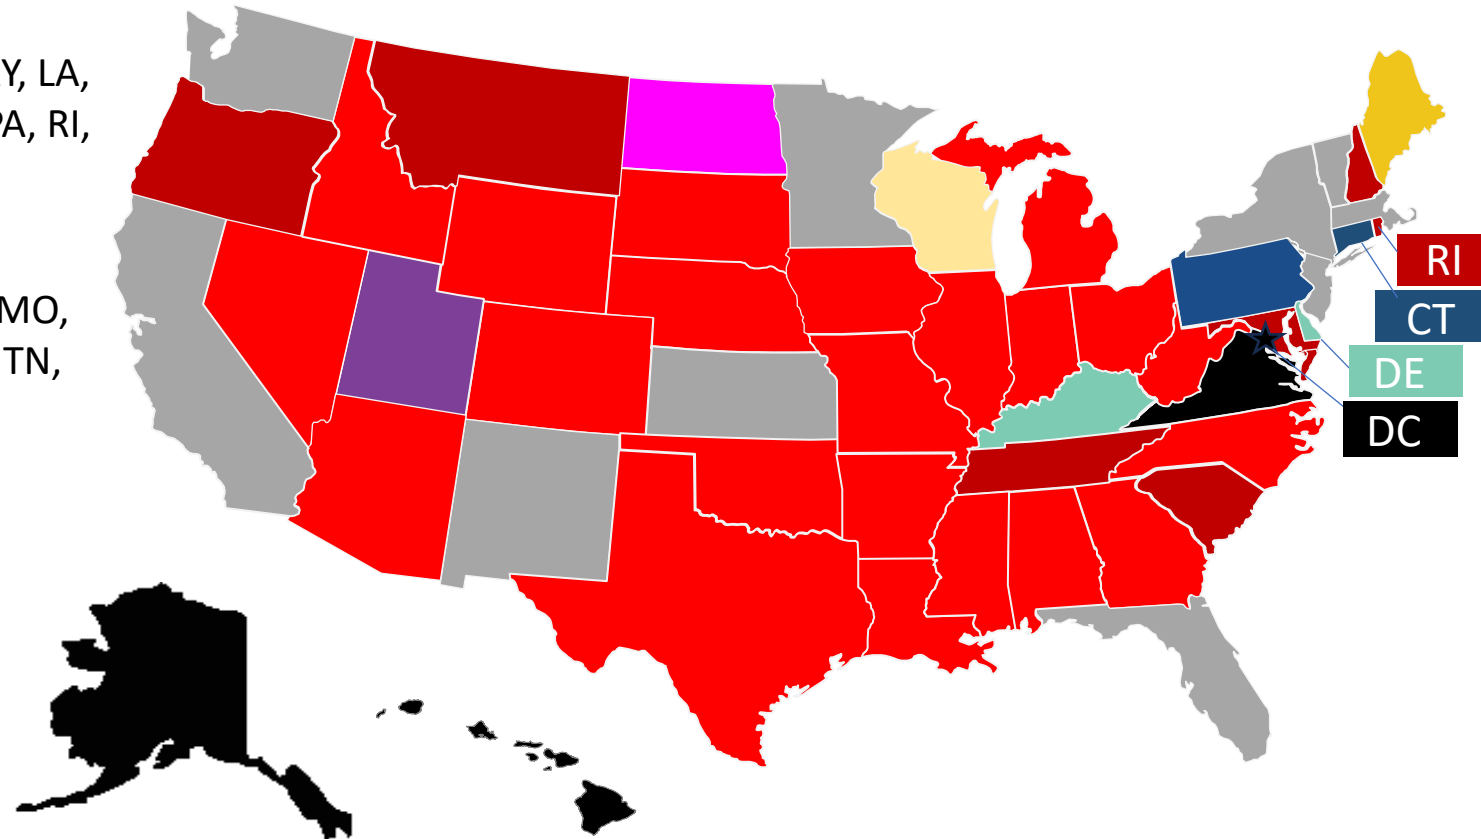 Y, LA,
PA, RI,
MO,
TN,
RI
CT
DE
DC